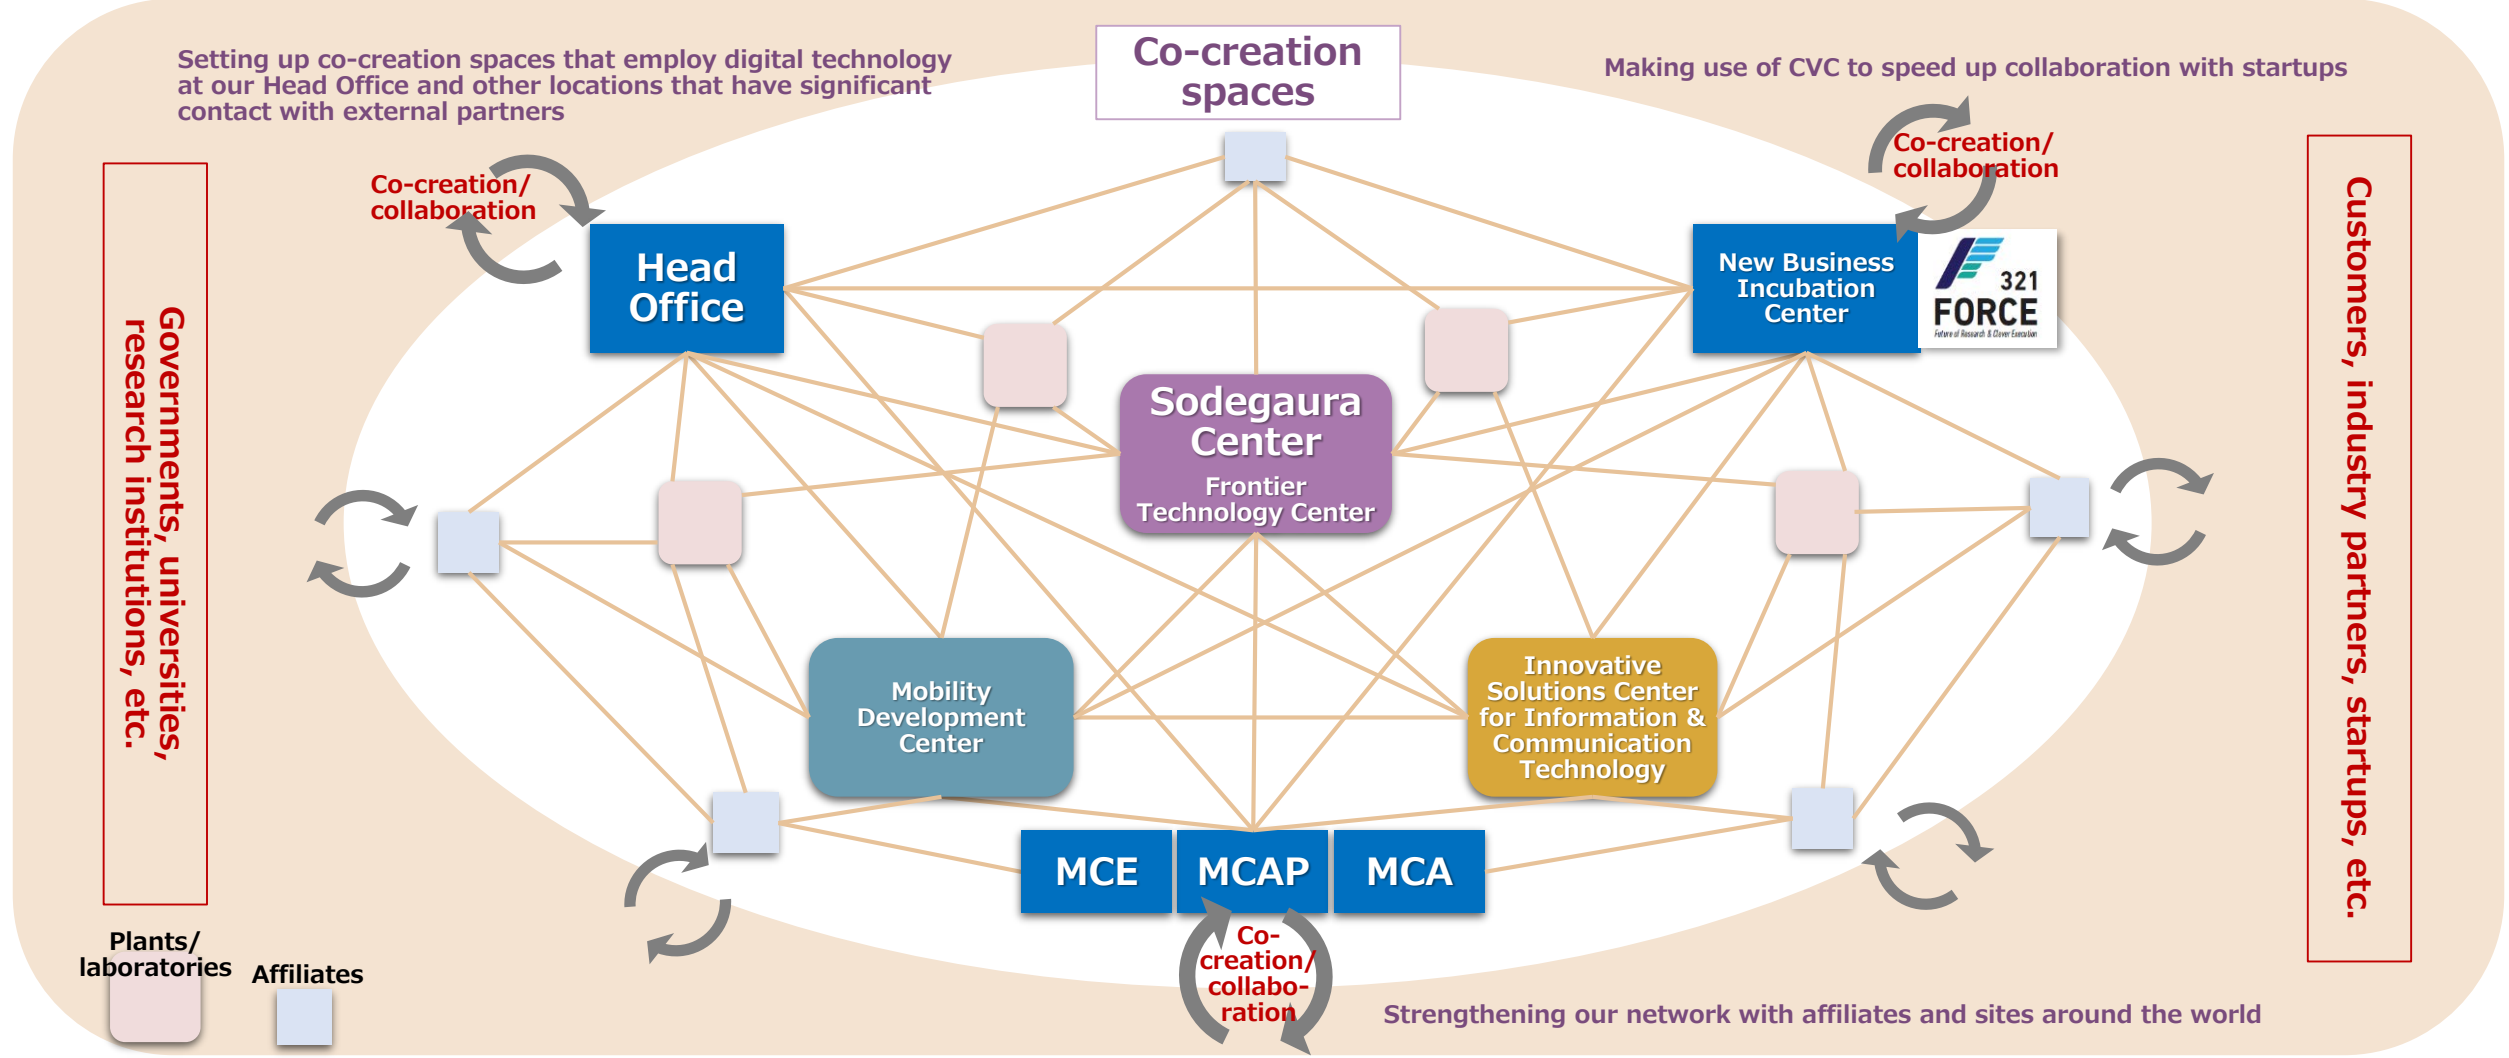 Setting up co-creation spaces that employ digital technology
at our Head Office and other locations that have significant
contact with external partners
Co-creation
spaces
Making use of CVC to speed up collaboration with startups
Co-creation/
collaboration
Co-creation/
collaboration
Governments, universities,
research institutions, etc.
Customers, industry partners, startups, etc.
Head
Office
New Business
Incubation
Center
321
FORCE
Future of Research & Clever Execution
Sodegaura
Center
Frontier
Technology Center
Mobility
Development
Center
Innovative
Solutions Center
for Information &
Communication
Technology
MCE
MCAP
MCA
Co-
creation/
collabo-
ration
Plants/
laboratories
Affiliates
Strengthening our network with affiliates and sites around the world